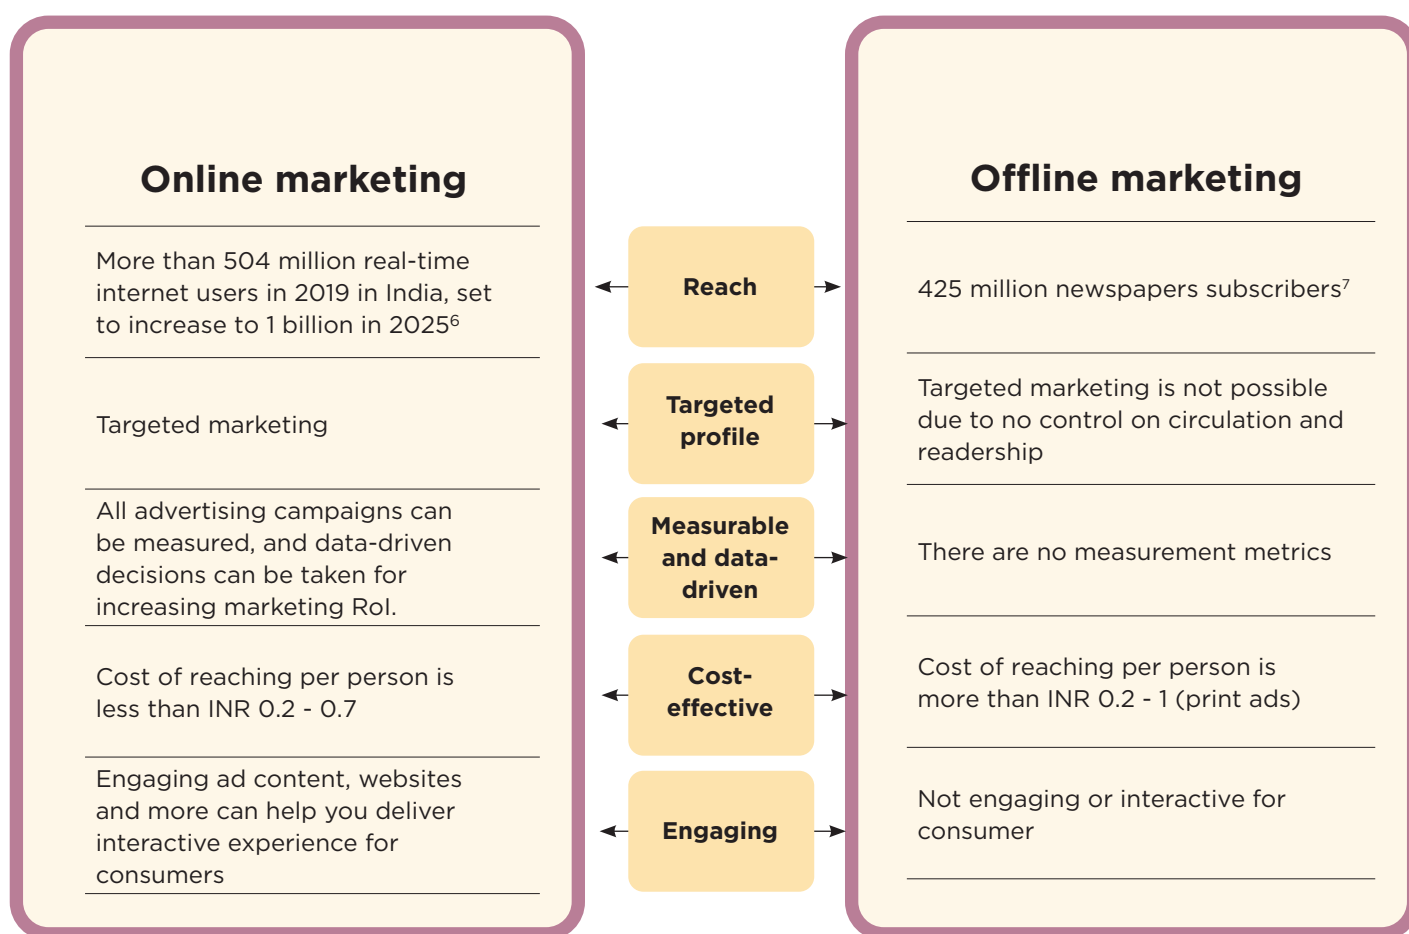 Online marketing
More than 504 million real-time
internet users in 2019 in India, set
to increase to 1 billion in 2025⁶
Targeted marketing
All advertising campaigns can
be measured, and data-driven
decisions can be taken for
increasing marketing RoI.
Cost of reaching per person is
less than INR 0.2 - 0.7
Engaging ad content, websites
and more can help you deliver
interactive experience for
consumers
Reach
Targeted
profile
Measurable
and data-
driven
Cost-
effective
Engaging
Offline marketing
425 million newspapers subscribers⁷
Targeted marketing is not possible
due to no control on circulation and
readership
There are no measurement metrics
Cost of reaching per person is
more than INR 0.2 - 1 (print ads)
Not engaging or interactive for
consumer